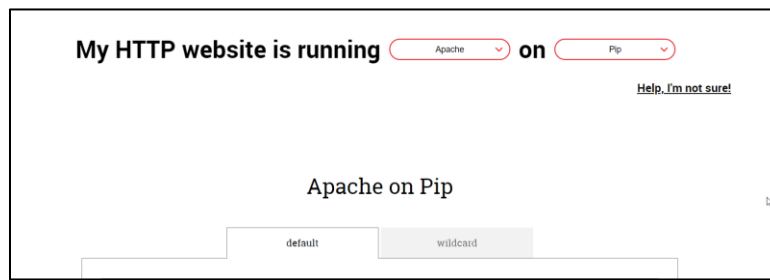 My HTTP website is running Apache on Pip
Help, I'm not sure!
Apache on Pip
default wildcard